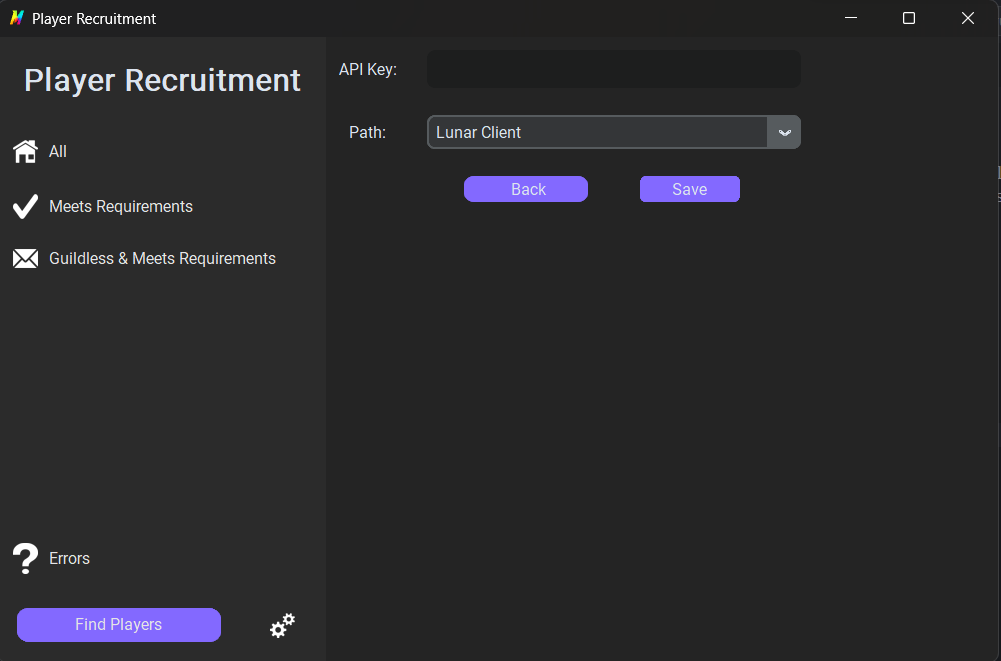 Player Recruitment
Player Recruitment
All
Meets Requirements
Guildless & Meets Requirements
Errors
Find Players
API Key:
Path:
Lunar Client
Back
Save